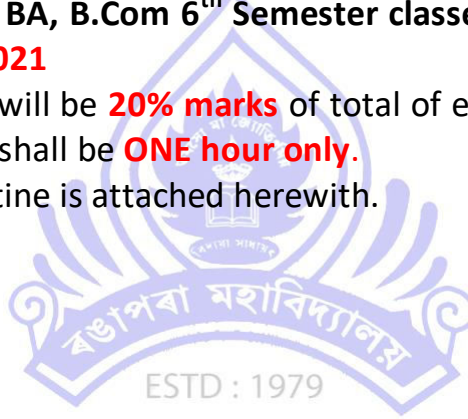 BA, B.Com 6th Semester classe
021
will be 20% marks of total of e
shall be ONE hour only.
tine is attached herewith.
ৰঙাপৰা মহাবিদ্যালয়
ESTD : 1979